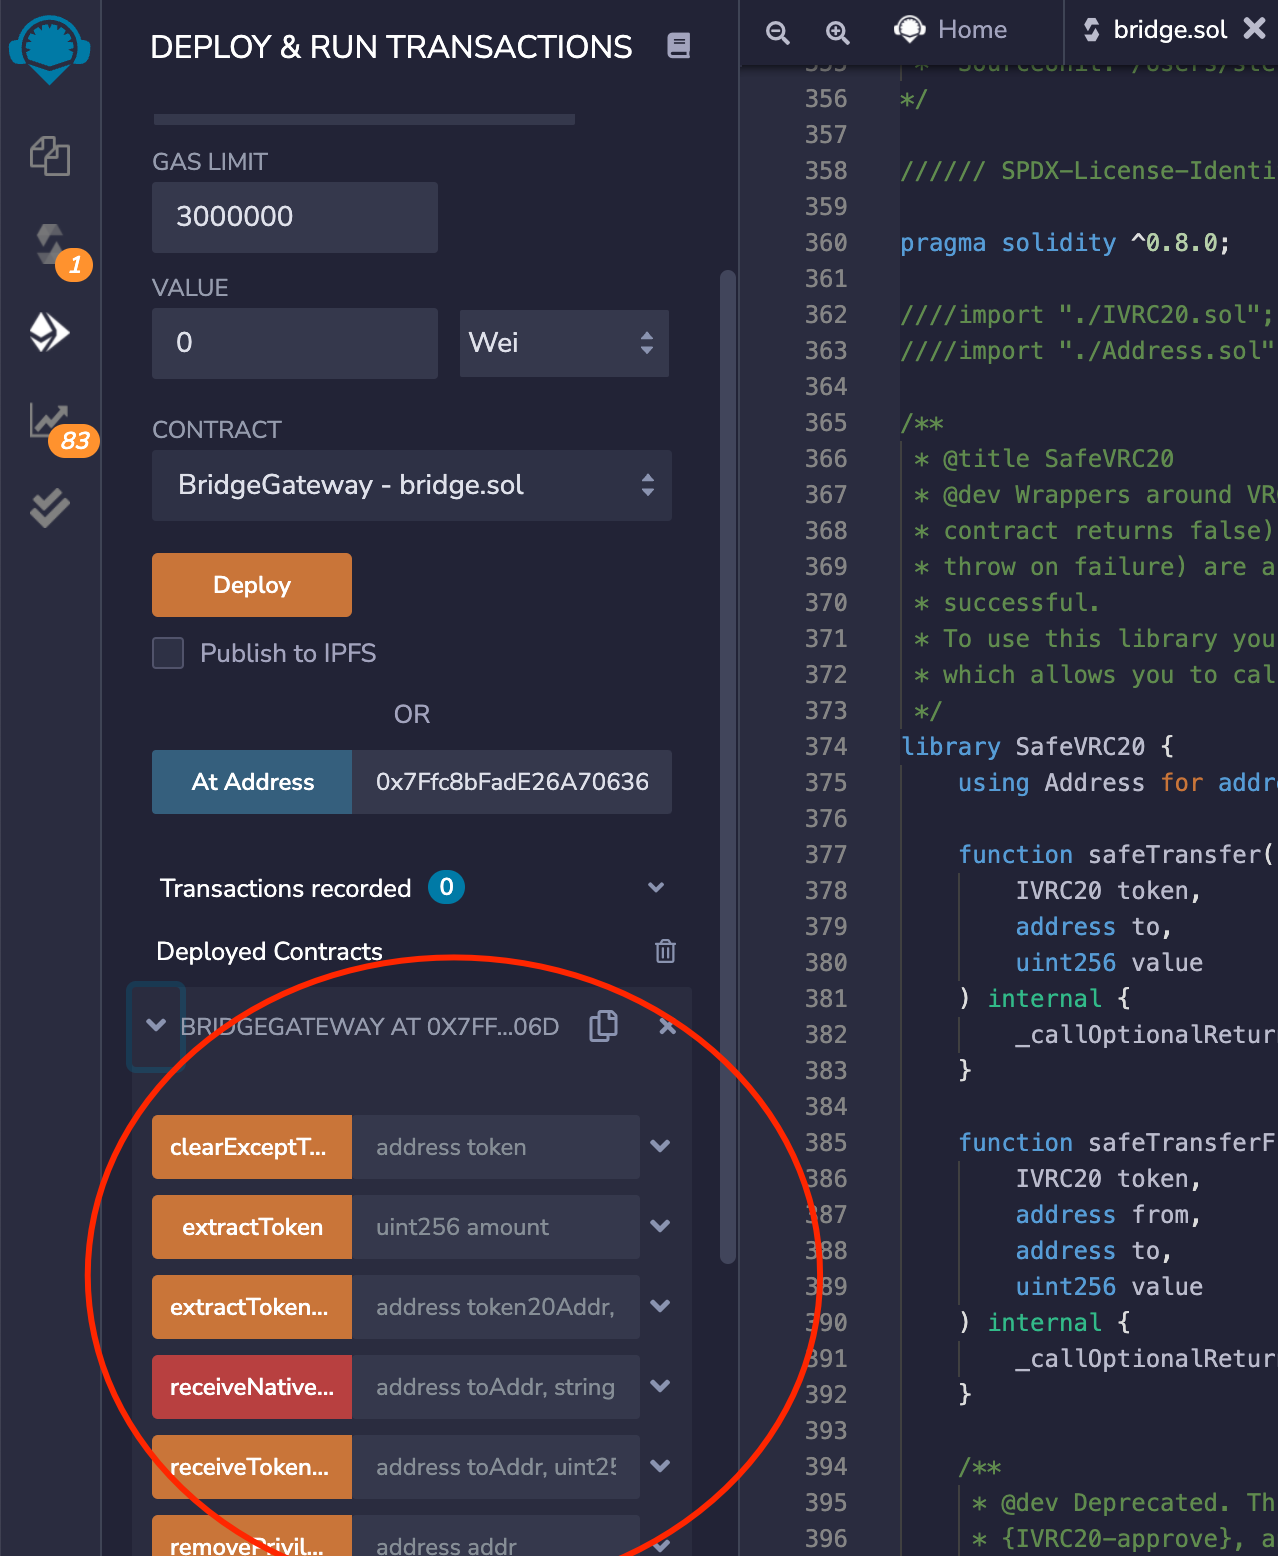 DEPLOY & RUN TRANSACTIONS
GAS LIMIT
3000000
VALUE
0
Wei
CONTRACT
BridgeGateway - bridge.sol
Deploy
Publish to IPFS
OR
At Address
0x7Ffc8bFadE26A70636
Transactions recorded 0
Deployed Contracts
BRIDGEGATEWAY AT 0X7FF...06D
clearExceptT... address token
extractToken uint256 amount
extractToken... address token20Addr,
receiveNative... address toAddr, string
receiveToken... address toAddr, uint25
removePrivil... address addr
1
83
Home
bridge.sol
356 */
357
358 ////// SPDX-License-Identi
359
360 pragma solidity ^0.8.0;
361
362 ////import "./IVRC20.sol";
363 ////import "./Address.sol"
364
365 /**
366 * @title SafeVRC20
367 * @dev Wrappers around VRC
368 * contract returns false)
369 * throw on failure) are a
370 * successful.
371 * To use this library you
372 * which allows you to cal
373 */
374 library SafeVRC20 {
375 using Address for addre
376
377 function safeTransfer(
378 IVRC20 token,
379 address to,
380 uint256 value
381 ) internal {
382 _callOptionalRetur
383 }
384
385 function safeTransferF
386 IVRC20 token,
387 address from,
388 address to,
389 uint256 value
390 ) internal {
391 _callOptionalRetur
392 }
393
394 /**
395 * @dev Deprecated. Th
396 * {IVRC20-approve}, a